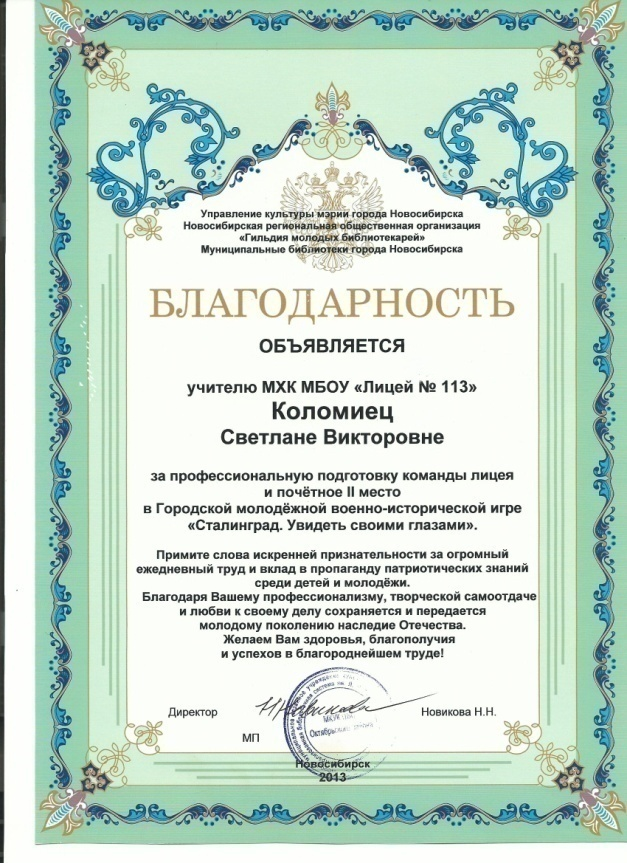 Управление культуры мэрии города Новосибирска
Новосибирская региональная общественная организация
«Гильдия молодых библиотекарей»
Муниципальные библиотеки города Новосибирска
БЛАГОДАРНОСТЬ
ОБЪЯВЛЯЕТСЯ
учителю МХК МБОУ «Лицей № 113»
Коломиец
Светлане Викторовне
за профессиональную подготовку команды лицея
и почётное II место
в Городской молодёжной военно-исторической игре
«Сталинград. Увидеть своими глазами».
Примите слова искренней признательности за огромный
ежедневный труд и вклад в пропаганду патриотических знаний
среди детей и молодёжи.
Благодаря Вашему профессионализму, творческой самоотдаче
и любви к своему делу сохраняется и передается
молодому поколению наследие Отечества.
Желаем Вам здоровья, благополучия
и успехов в благороднейшем труде!
Директор
Новикова Н.Н.
МП
Новосибирск
2013